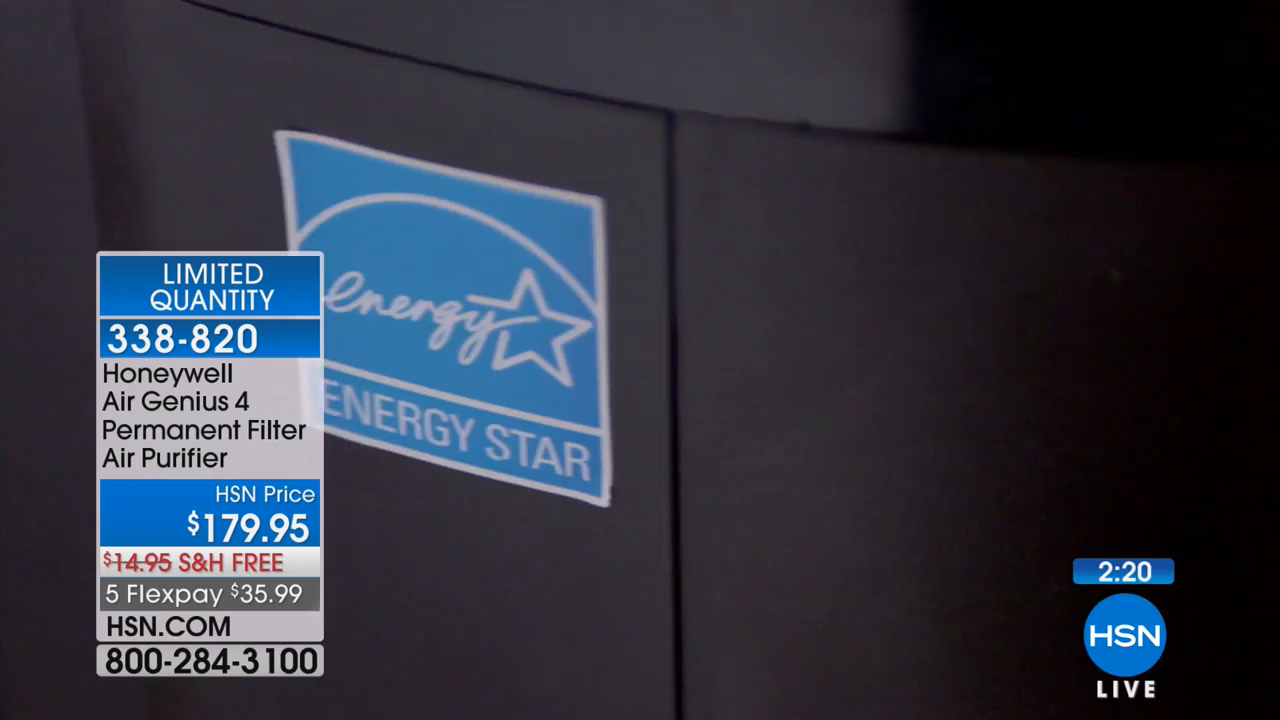 LIMITED
QUANTITY
338-820
Honeywell
Air Genius 4
Permanent Filter
Air Purifier
HSN Price
$179.95
$14.95 S&H FREE
5 Flexpay $35.99
HSN.COM
800-284-3100
energy
ENERGY STAR
2:20
HSN
LIVE